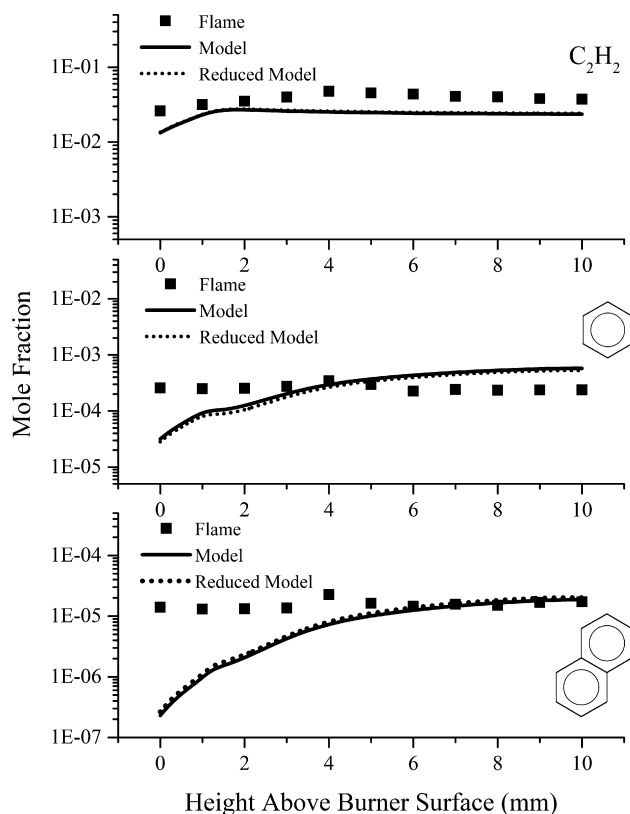 Flame
Model
Reduced Model
C₂H₂
1E-01
1E-02
1E-03
0 2 4 6 8 10
Flame
Model
Reduced Model
1E-02
1E-03
1E-04
1E-05
0 2 4 6 8 10
Flame
Model
Reduced Model
1E-04
1E-05
1E-06
1E-07
0 2 4 6 8 10
Mole Fraction
Height Above Burner Surface (mm)